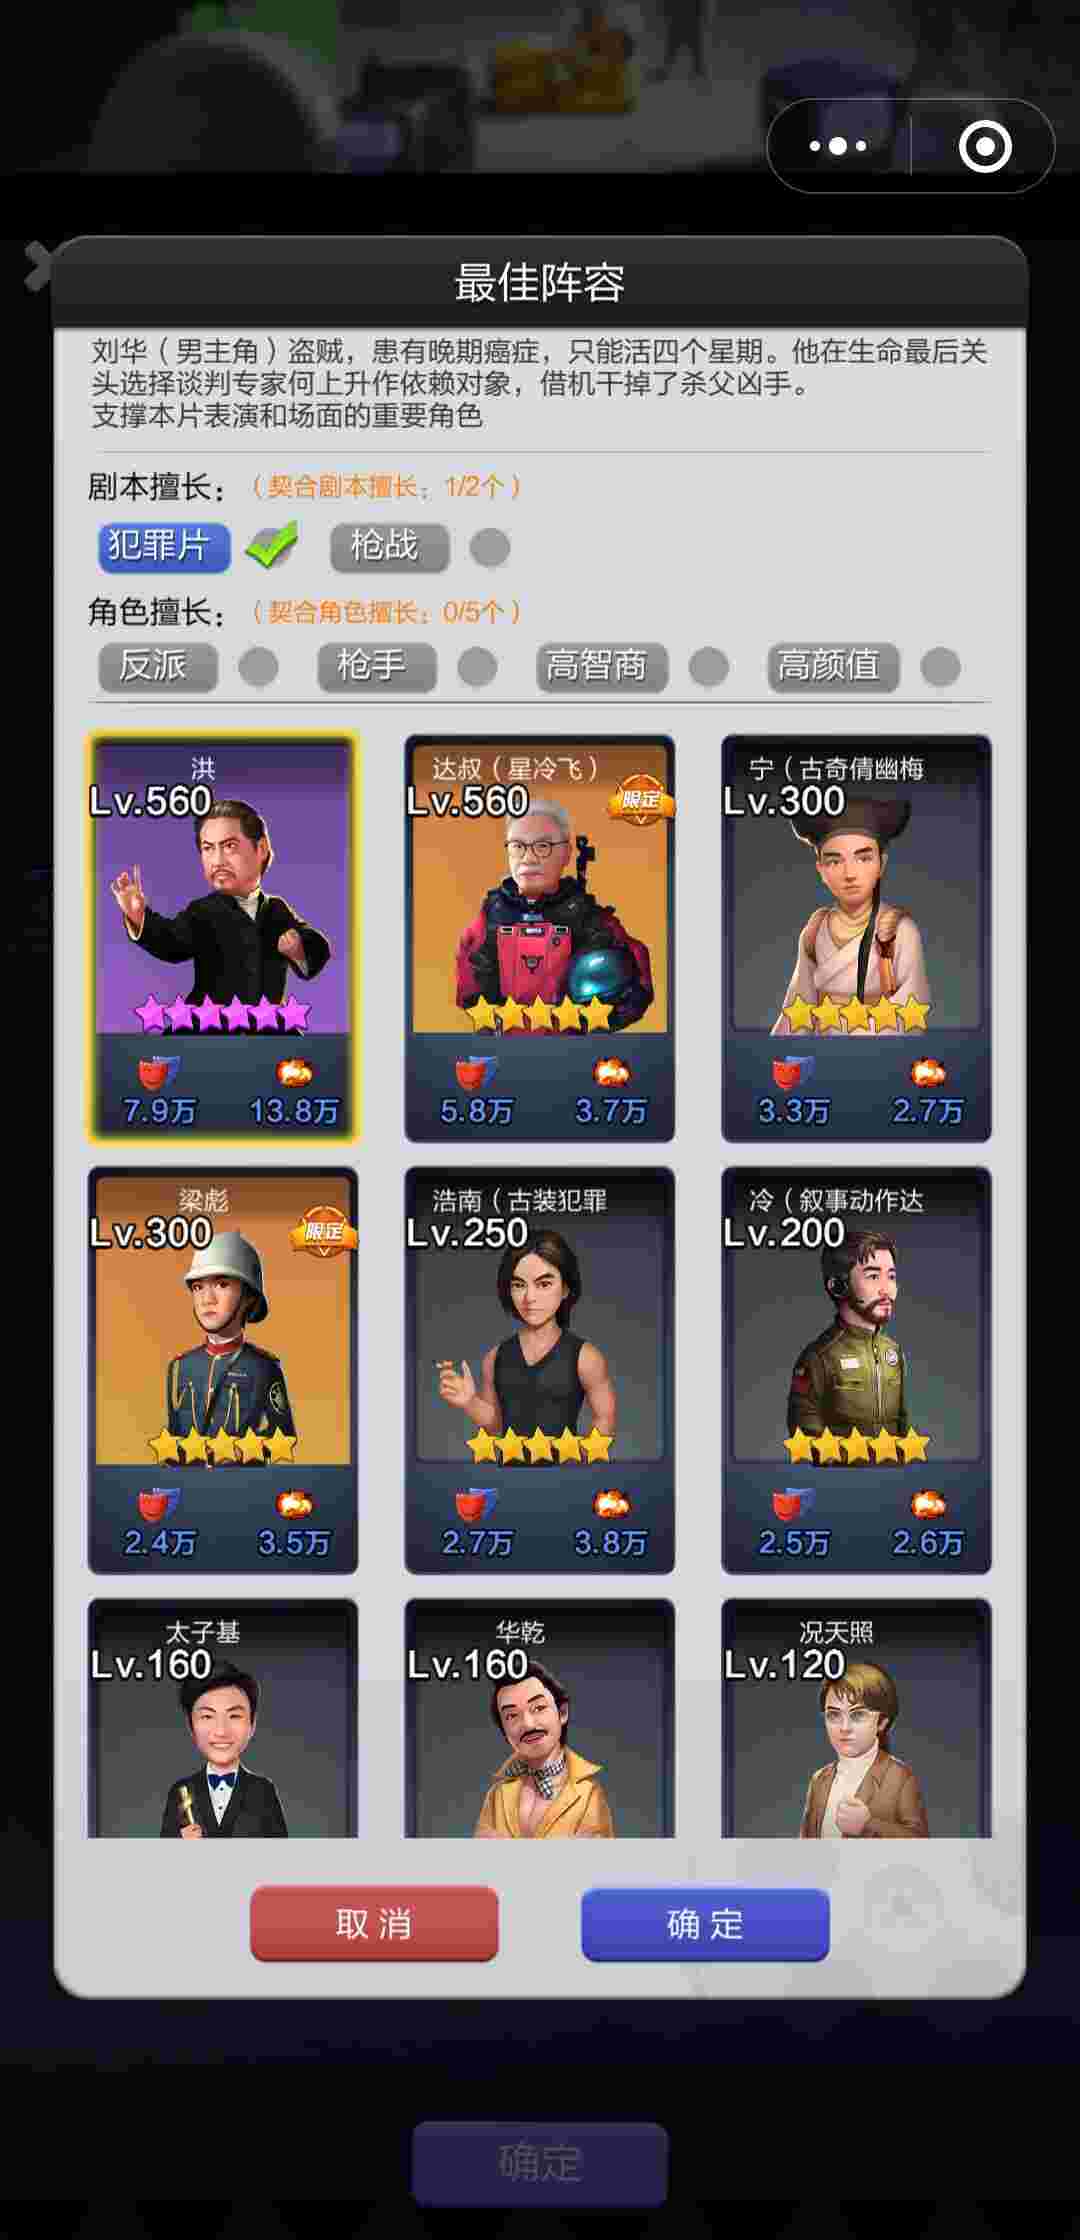 最佳阵容
刘华（男主角）盗贼，患有晚期癌症，只能活四个星期。他在生命最后关
头选择谈判专家何上升作依赖对象，借机干掉了杀父凶手。
支撑本片表演和场面的重要角色
剧本擅长：（契合剧本擅长：1/2个）
犯罪片 枪战
角色擅长：（契合角色擅长：0/5个）
反派 枪手 高智商 高颜值
洪 达叔（星冷飞） 宁（古奇倩幽梅
Lv.560 Lv.560 限定 Lv.300
7.9万 13.8万 5.8万 3.7万 3.3万 2.7万
梁彪 浩南（古装犯罪 冷（叙事动作达
Lv.300 限定 Lv.250 Lv.200
2.4万 3.5万 2.7万 3.8万 2.5万 2.6万
太子基 华乾 况天照
Lv.160 Lv.160 Lv.120
取消 确定
确定